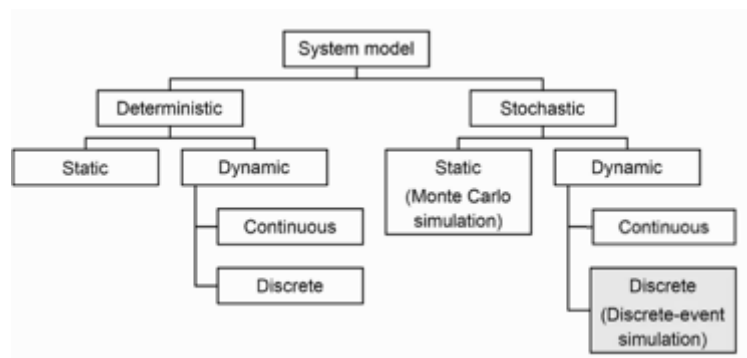 System model
Deterministic
Stochastic
Static
Dynamic
Static
(Monte Carlo
simulation)
Dynamic
Continuous
Continuous
Discrete
Discrete
(Discrete-event
simulation)